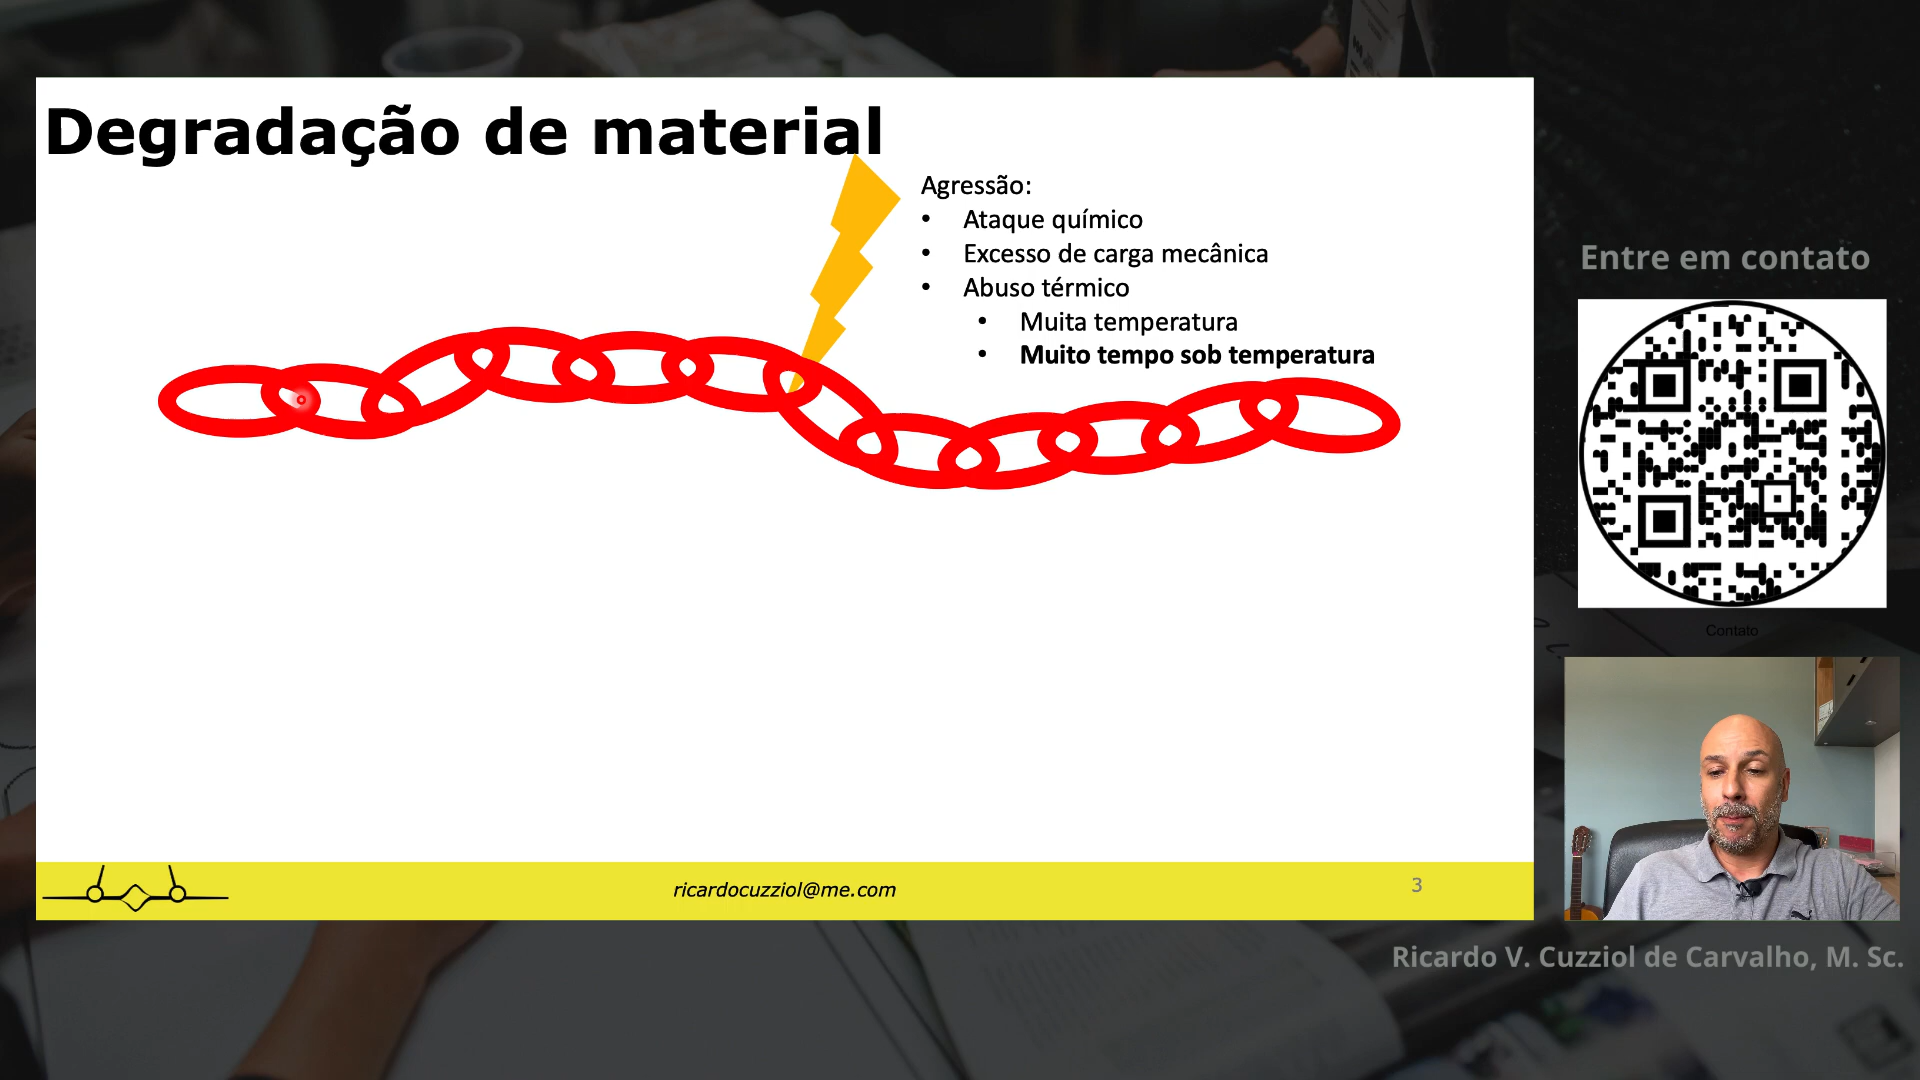 Degradação de material
Agressão:
• Ataque químico
• Excesso de carga mecânica
• Abuso térmico
• Muita temperatura
• Muito tempo sob temperatura
Entre em contato
Contato
ricardocuzziol@me.com
3
Ricardo V. Cuzziol de Carvalho, M. Sc.